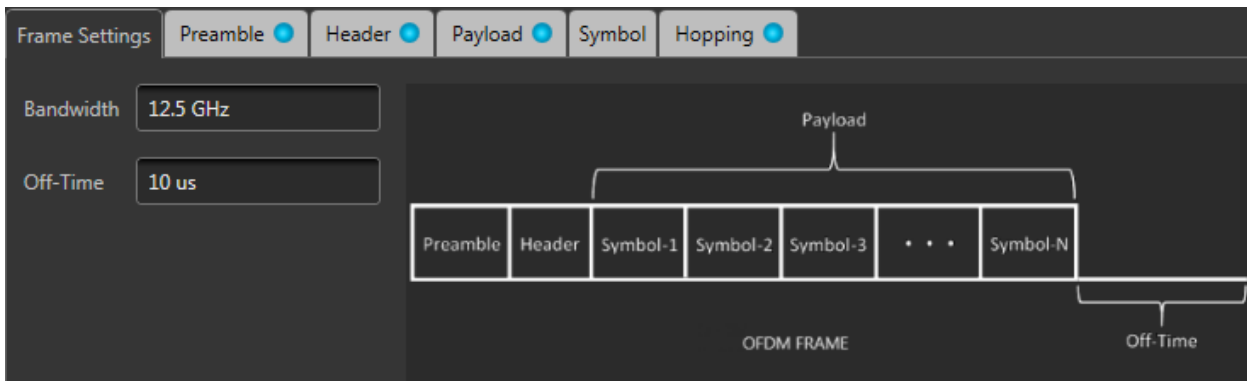 Frame Settings Preamble Header Payload Symbol Hopping
Bandwidth 12.5 GHz
Off-Time 10 us
Payload
Preamble Header Symbol-1 Symbol-2 Symbol-3 • • • Symbol-N
OFDM FRAME
Off-Time